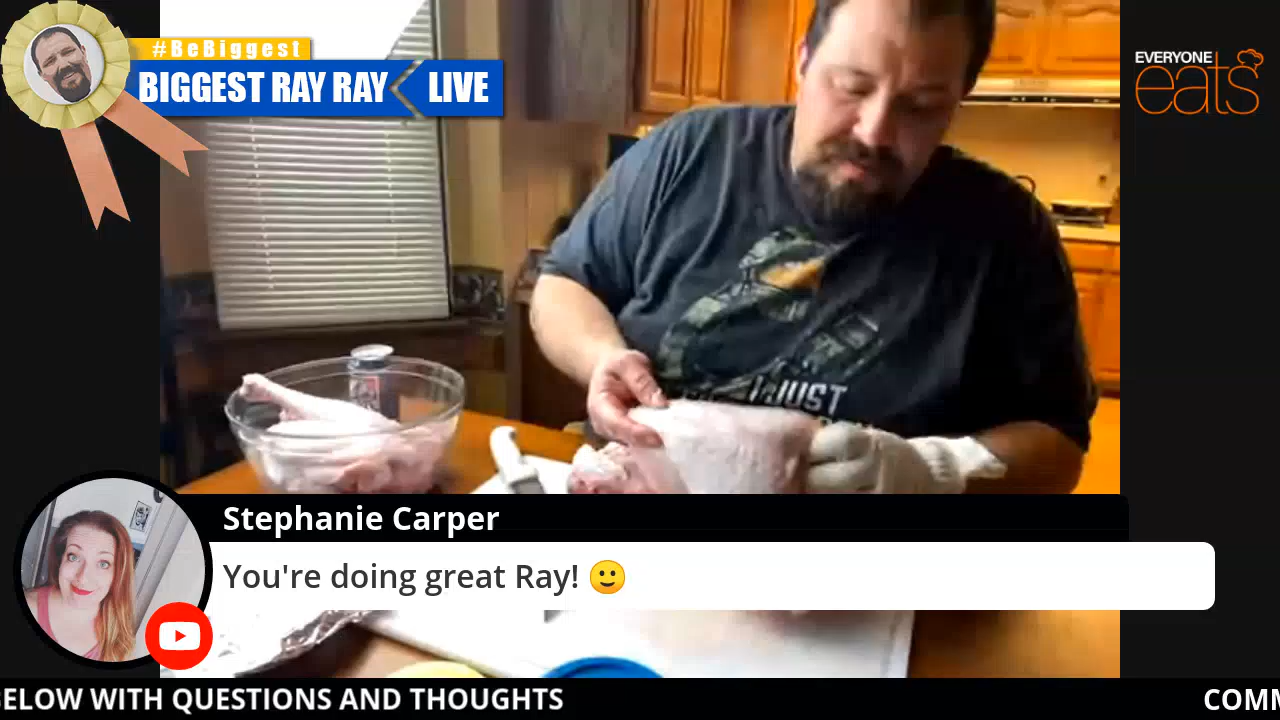 #BeBiggest
BIGGEST RAY RAY LIVE
EVERYONE
eats
JUST
Stephanie Carper
You're doing great Ray! 🙂
BELOW WITH QUESTIONS AND THOUGHTS
COMM